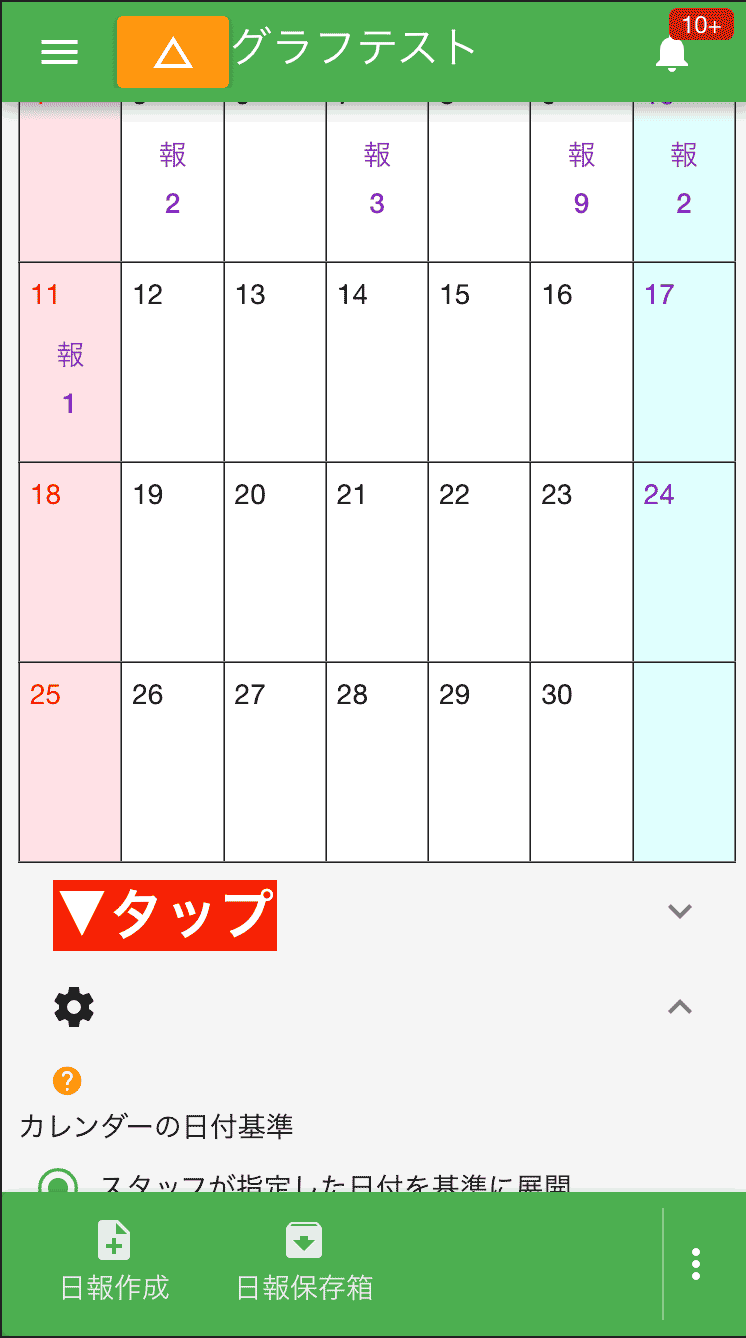 グラフテスト
10+
報 報 報 報
2 3 9 2
11 12 13 14 15 16 17
報
1
18 19 20 21 22 23 24
25 26 27 28 29 30
▼タップ
?
カレンダーの日付基準
スタッフが指定した日付を基準に展開
日報作成 日報保存箱